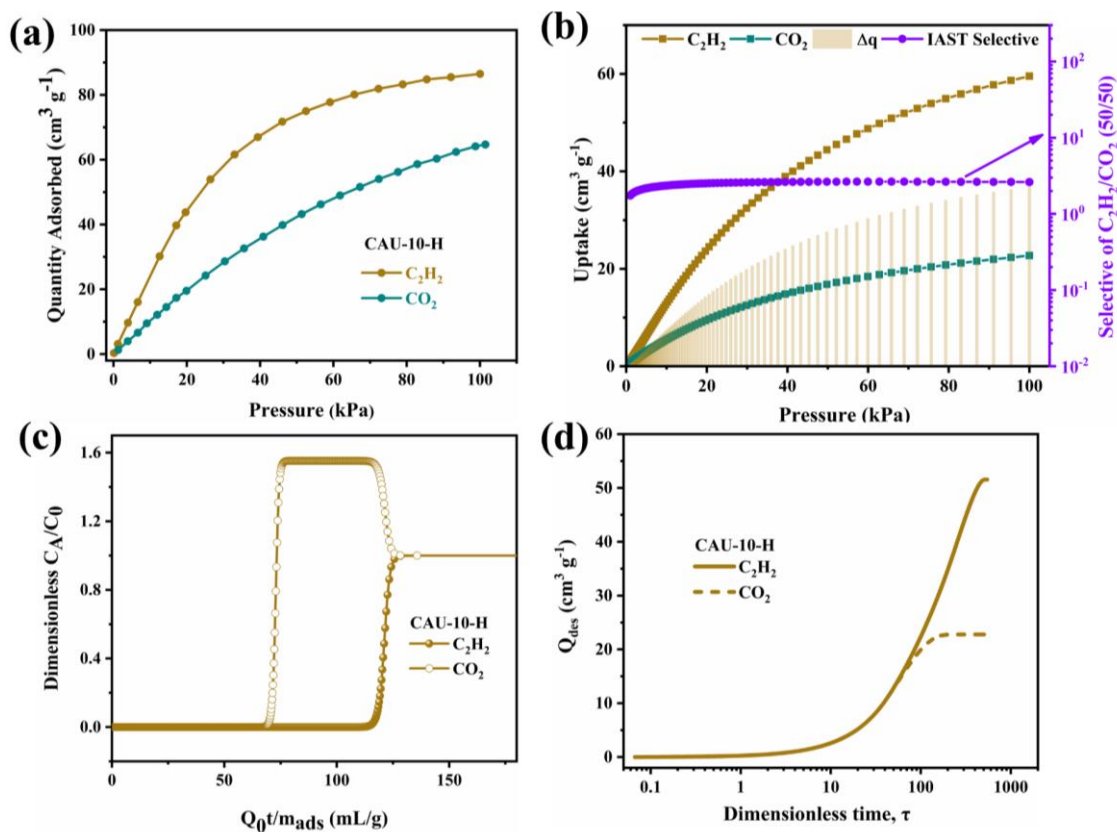 (a)
100
80
60
40
20
0
Quantity Adsorbed (cm³ g⁻¹)
CAU-10-H
C₂H₂
CO₂
0 20 40 60 80 100
Pressure (kPa)
(b)
C₂H₂ CO₂ Δq IAST Selective
60
40
20
0
Uptake (cm³ g⁻¹)
10²
10¹
10⁰
10⁻¹
10⁻²
Selective of C₂H₂/CO₂ (50/50)
0 20 40 60 80 100
Pressure (kPa)
(c)
1.6
1.2
0.8
0.4
0.0
Dimensionless C_A/C₀
CAU-10-H
C₂H₂
CO₂
0 50 100 150
Q₀t/m_ads (mL/g)
(d)
60
50
40
30
20
10
0
Q_des (cm³ g⁻¹)
CAU-10-H
C₂H₂
CO₂
0.1 1 10 100 1000
Dimensionless time, τ